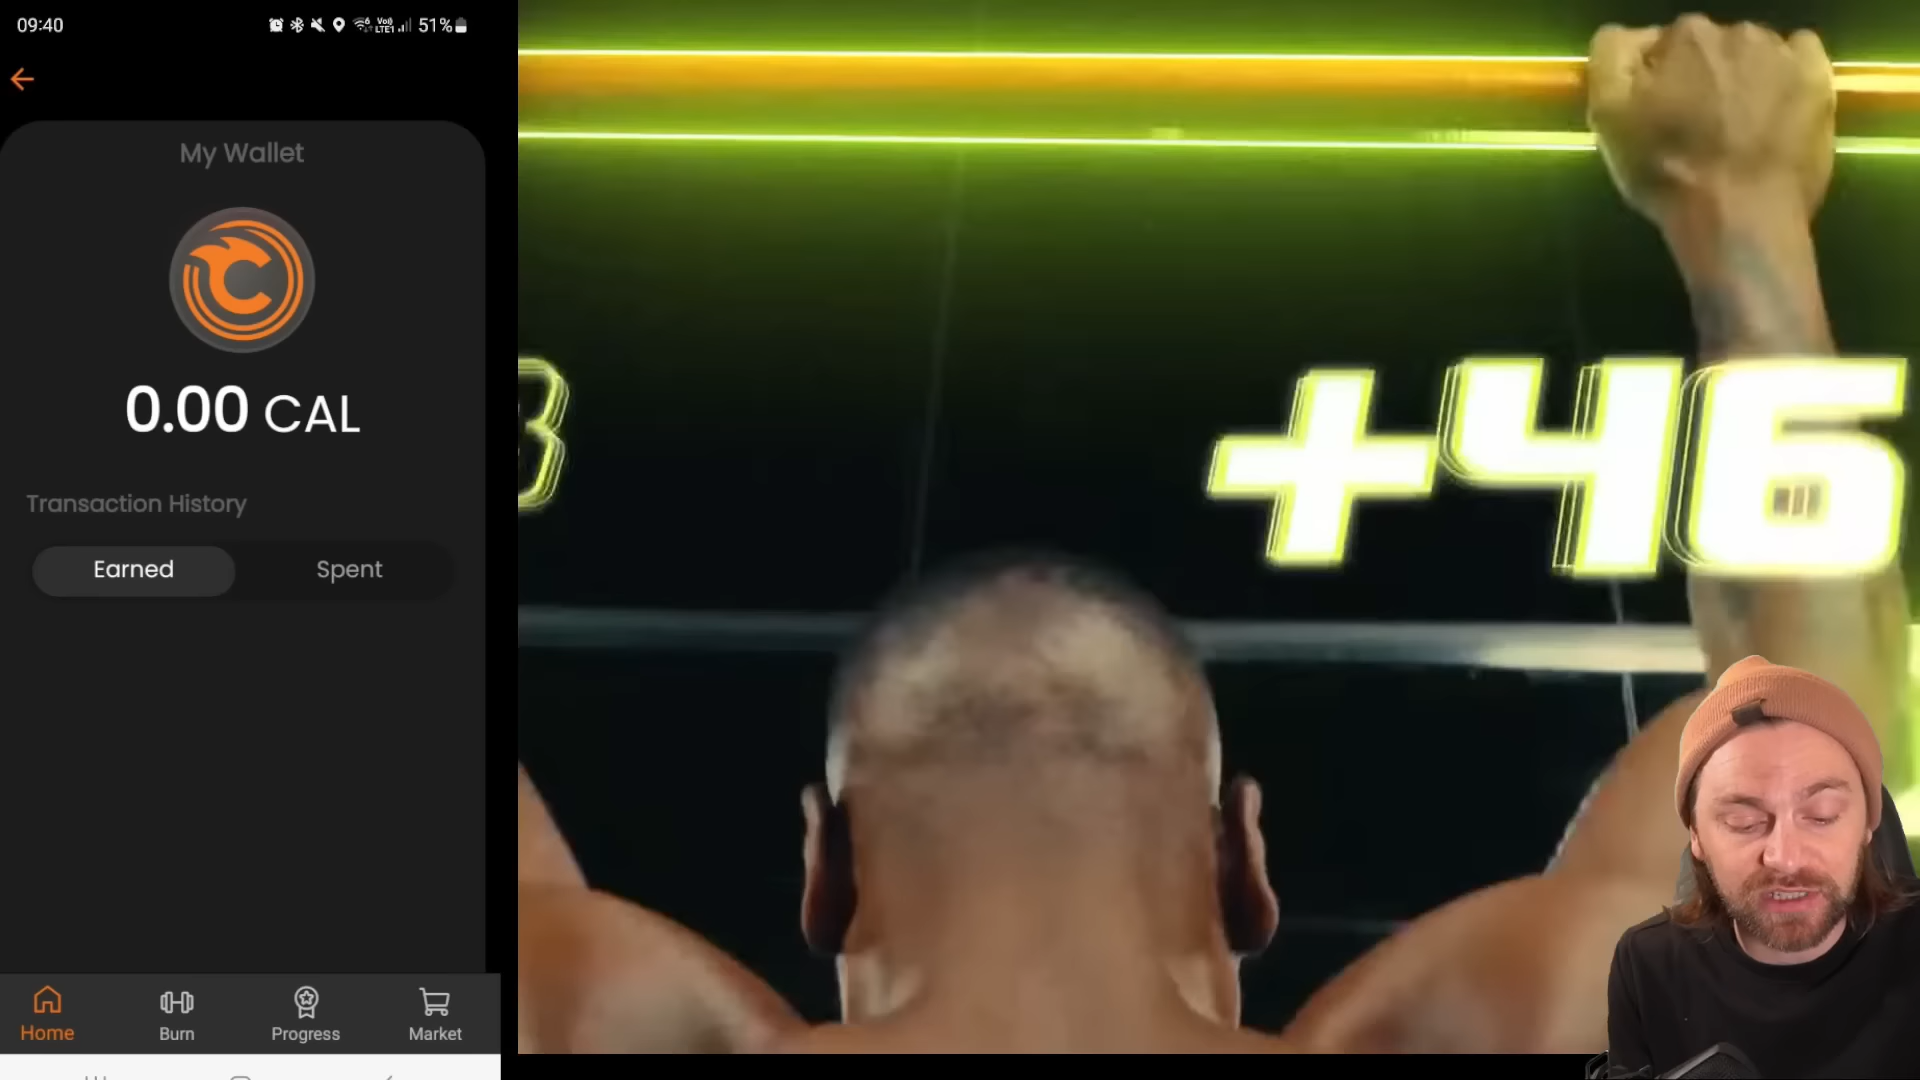 09:40
51%
My Wallet
0.00 CAL
Transaction History
Earned
Spent
+46
Home
Burn
Progress
Market